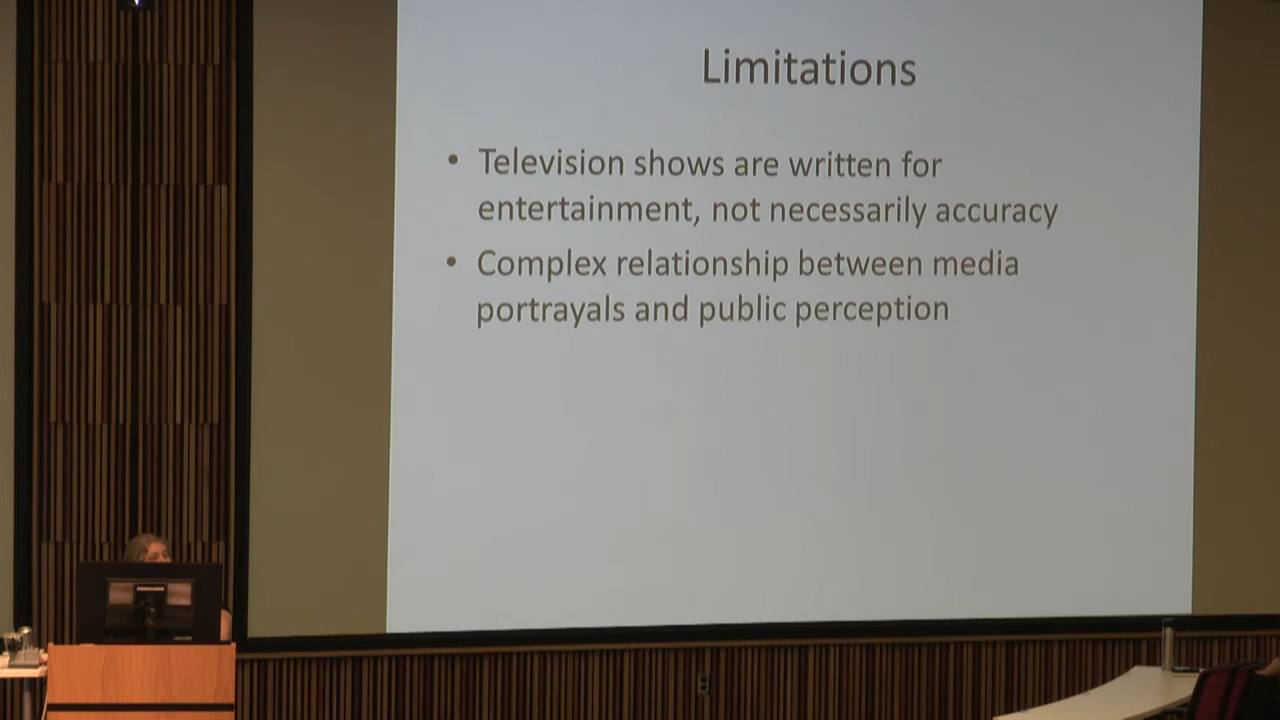 Limitations
• Television shows are written for
entertainment, not necessarily accuracy
• Complex relationship between media
portrayals and public perception